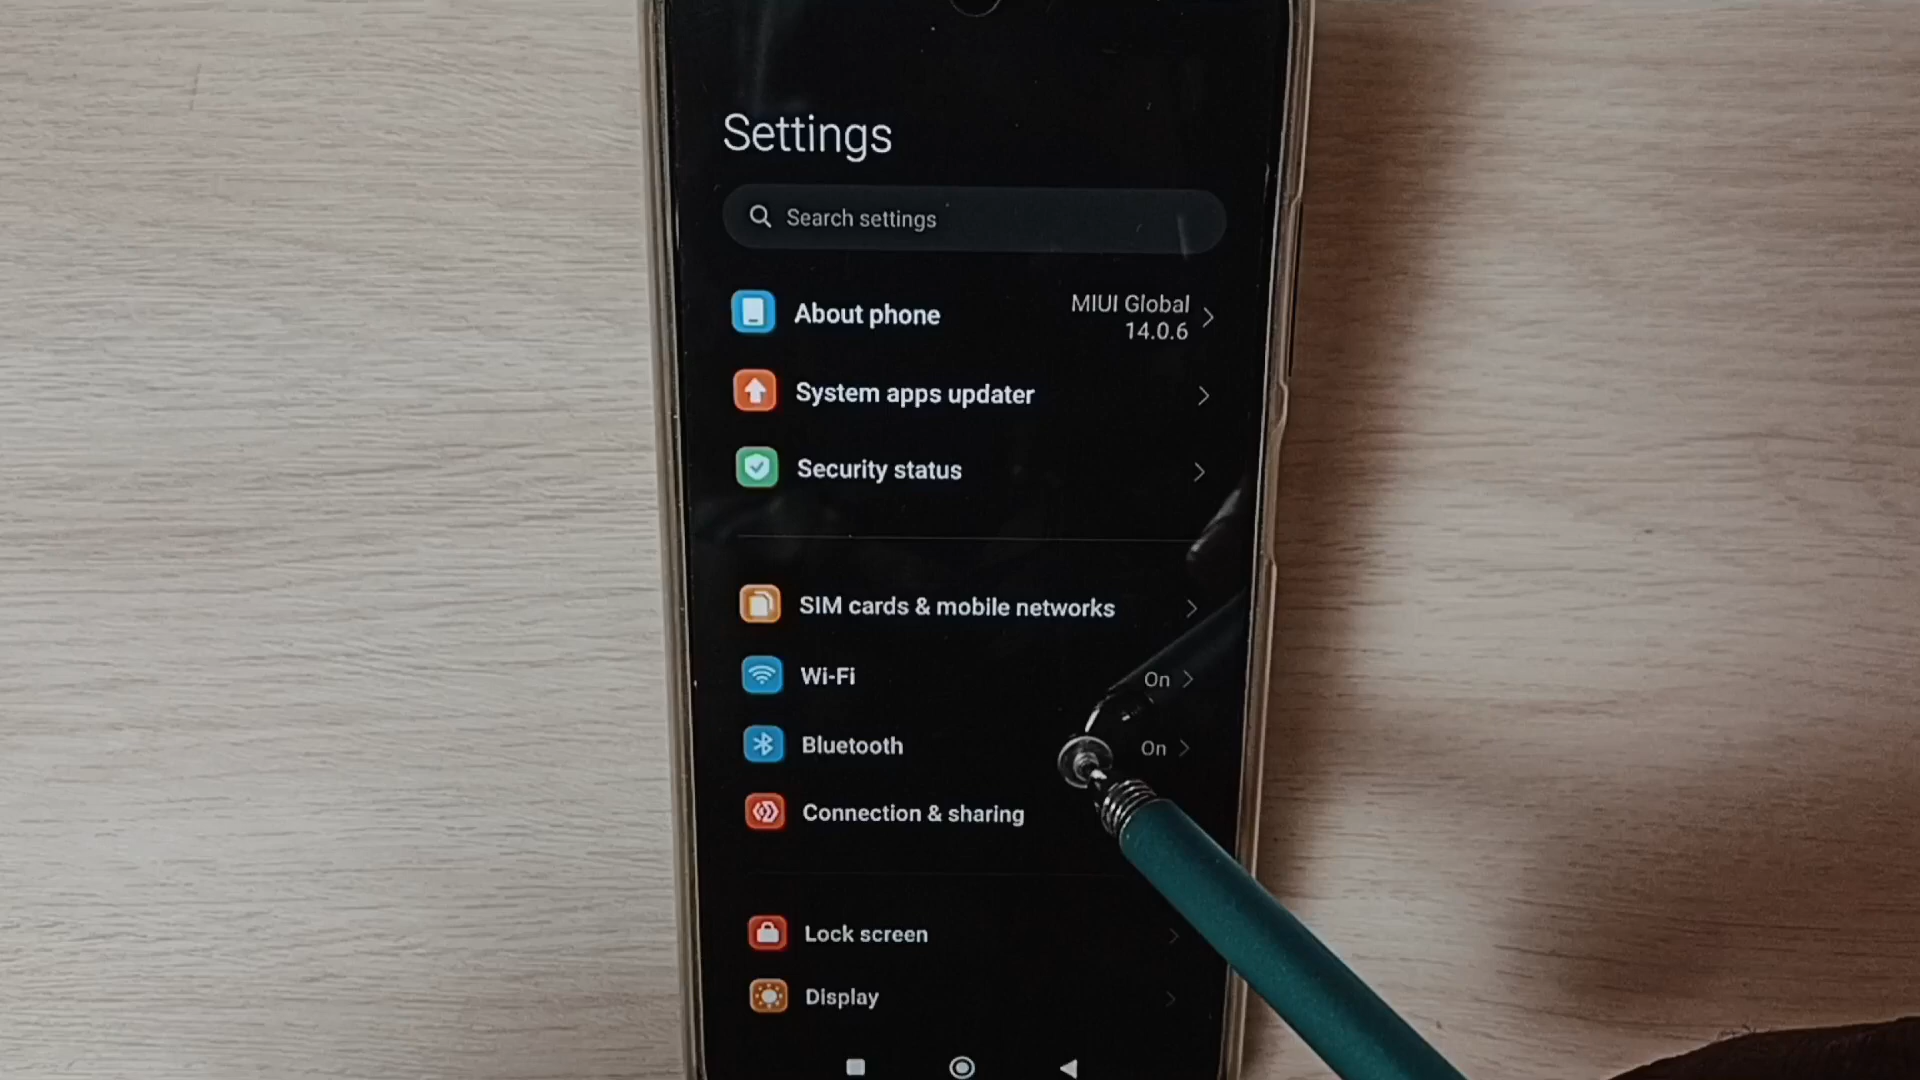 Settings
Search settings
About phone
MIUI Global
14.0.6
System apps updater
Security status
SIM cards & mobile networks
Wi-Fi
On
Bluetooth
On
Connection & sharing
Lock screen
Display